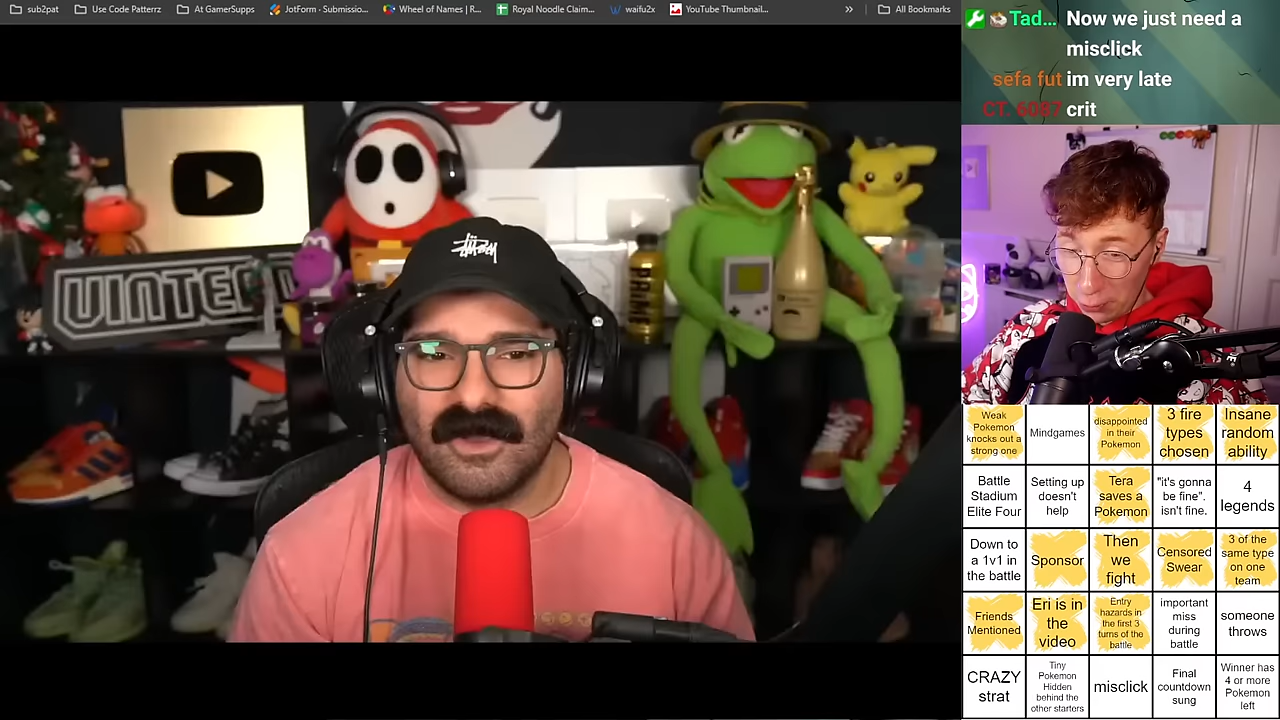 sub2pat
Use Code Patterrz
At GamerSupps
JotForm - Submissio...
Wheel of Names | R...
Royal Noodle Claim...
waifu2x
YouTube Thumbnail...
»
All Bookmarks
Tad... Now we just need a
misclick
sefa fut im very late
CT. 6087 crit
PRIME
Weak
Pokemon
knocks out a
strong one
Mindgames
disappointed
in their
Pokemon
3 fire
types
chosen
Insane
random
ability
Battle
Stadium
Elite Four
Setting up
doesn't
help
Tera
saves a
Pokemon
"it's gonna
be fine".
isn't fine.
4
legends
Down to
a 1v1 in
the battle
Sponsor
Then
we
fight
Censored
Swear
3 of the
same type
on one
team
Friends
Mentioned
Eri is in
the
video
Entry
hazards in
the first 3
turns of the
battle
important
miss
during
battle
someone
throws
CRAZY
strat
Tiny
Pokemon
Hidden
behind the
other starters
misclick
Final
countdown
sung
Winner has
4 or more
Pokemon
left